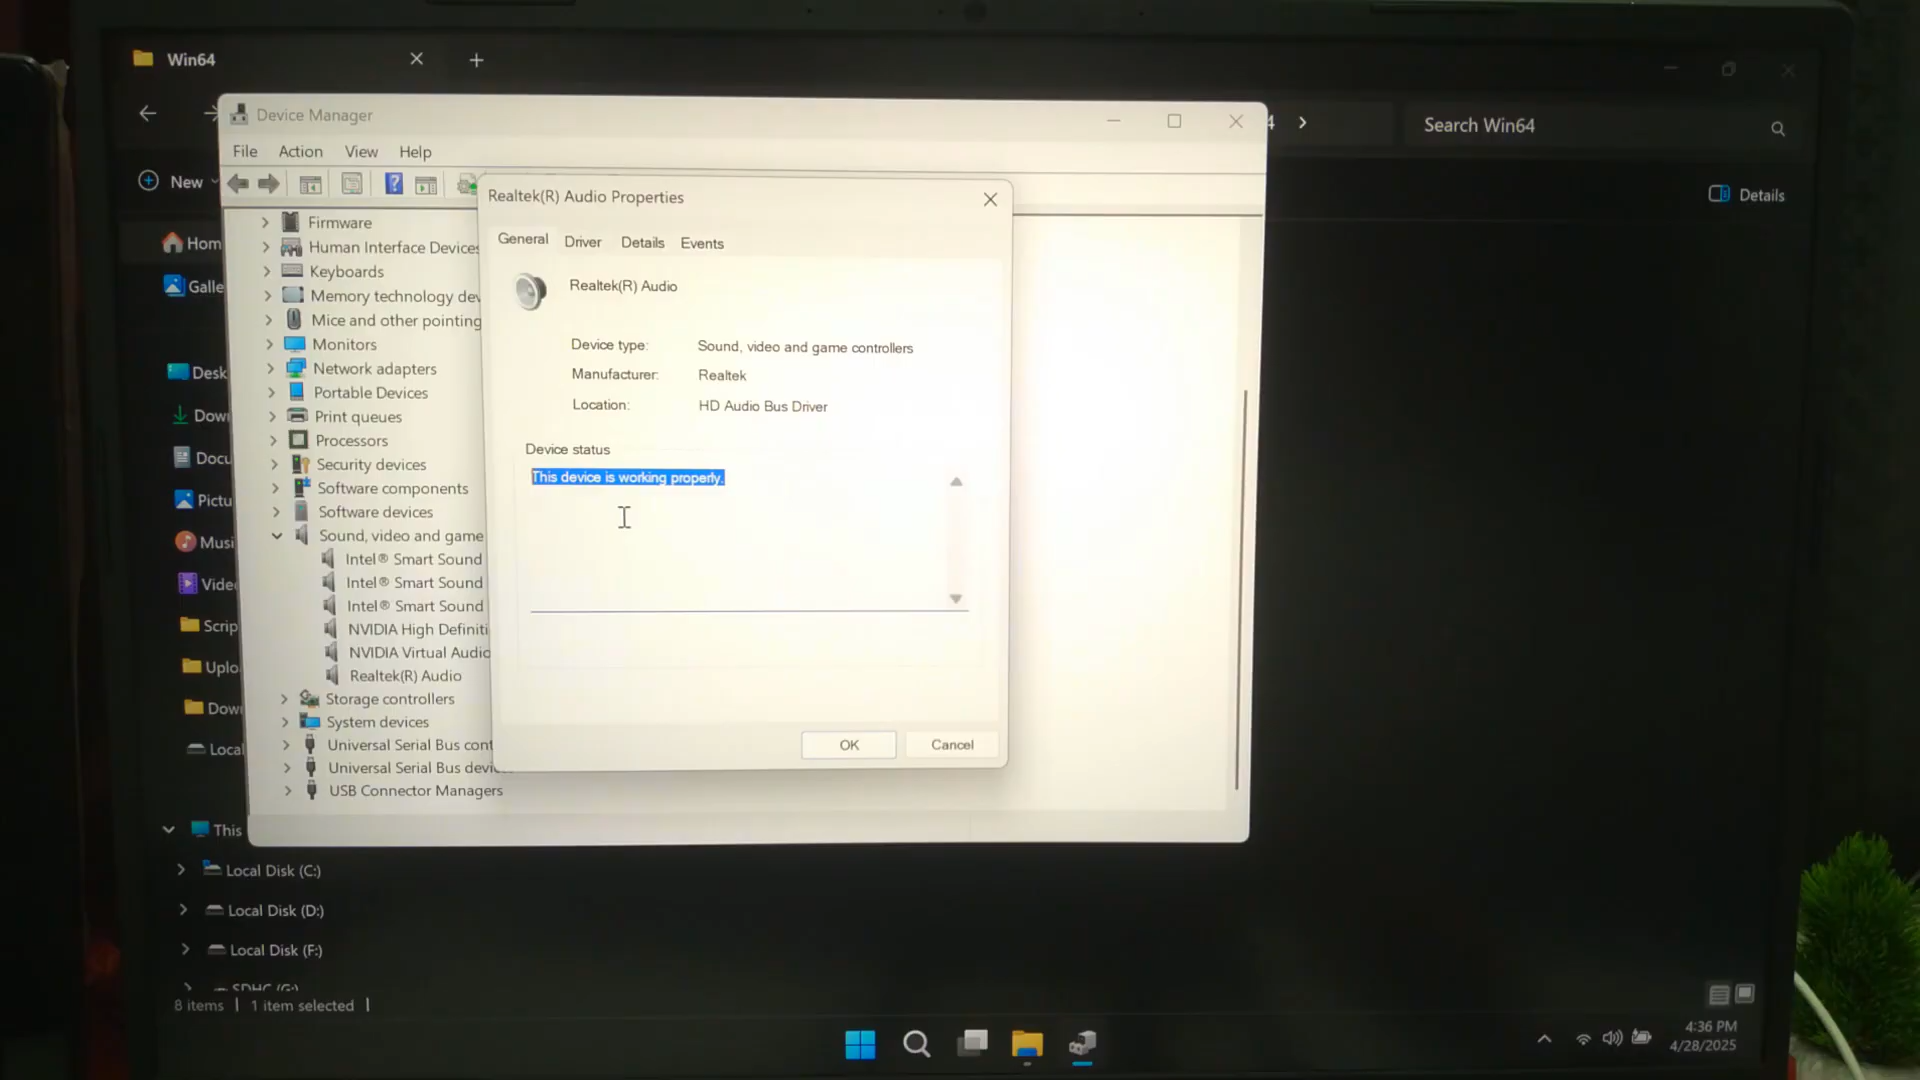 Win64
Device Manager
4
Search Win64
File Action View Help
New
Details
Realtek(R) Audio Properties
General Driver Details Events
Realtek(R) Audio
Device type: Sound, video and game controllers
Manufacturer: Realtek
Location: HD Audio Bus Driver
Device status
This device is working properly.
OK Cancel
Firmware
Human Interface Devices
Keyboards
Memory technology dev
Mice and other pointing
Monitors
Network adapters
Portable Devices
Print queues
Processors
Security devices
Software components
Software devices
Sound, video and game
Intel® Smart Sound
Intel® Smart Sound
Intel® Smart Sound
NVIDIA High Definiti
NVIDIA Virtual Audio
Realtek(R) Audio
Storage controllers
System devices
Universal Serial Bus cont
Universal Serial Bus devic
USB Connector Managers
Hom
Galle
Desk
Dow
Docu
Pictu
Musi
Vide
Scrip
Uplo
Dow
Local
This
Local Disk (C:)
Local Disk (D:)
Local Disk (F:)
SDHC (G:)
8 items | 1 item selected |
4:36 PM
4/28/2025